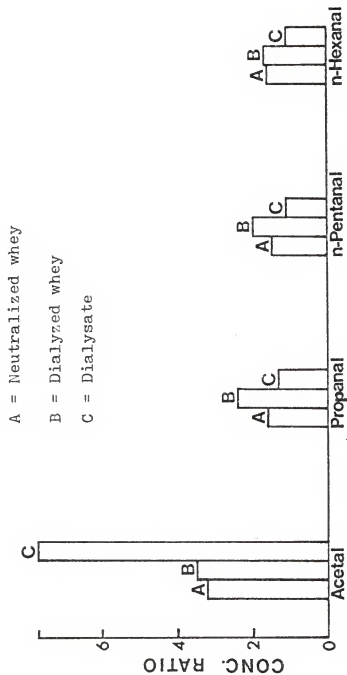 A = Neutralized whey
B = Dialyzed whey
C = Dialysate
CONC. RATIO
6
4
2
0
A
B
C
Acetal
A
B
C
Propanal
A
B
C
n-Pentanal
A
B
C
n-Hexanal